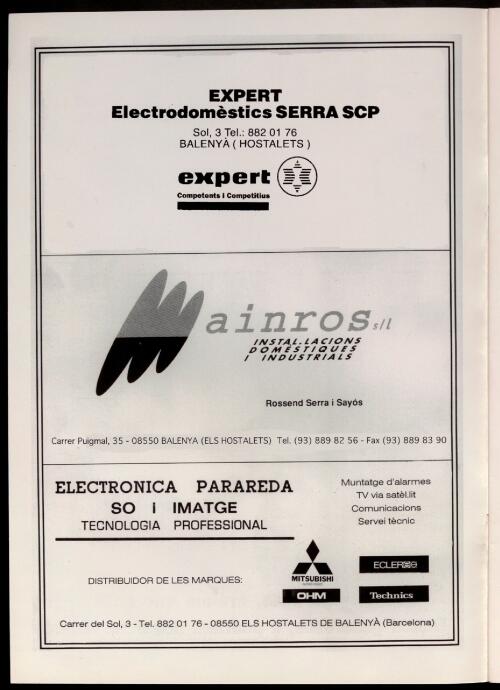 EXPERT
Electrodomèstics SERRA SCP
Sol, 3 Tel.: 882 01 76
BALENYÀ ( HOSTALETS )
expert
Competents i Competitius
Mainros s/l
INSTAL.LACIONS
DOMÈSTIQUES
I INDUSTRIALS
Rossend Serra i Sayós
Carrer Puigmal, 35 - 08550 BALENYA (ELS HOSTALETS) Tel. (93) 889 82 56 - Fax (93) 889 83 90
ELECTRONICA PARAREDA
SO I IMATGE
TECNOLOGIA PROFESSIONAL
Muntatge d'alarmes
TV via satèl.lit
Comunicacions
Servei tècnic
DISTRIBUIDOR DE LES MARQUES:
MITSUBISHI
OHM
ECLER
Technics
Carrer del Sol, 3 - Tel. 882 01 76 - 08550 ELS HOSTALETS DE BALENYÀ (Barcelona)